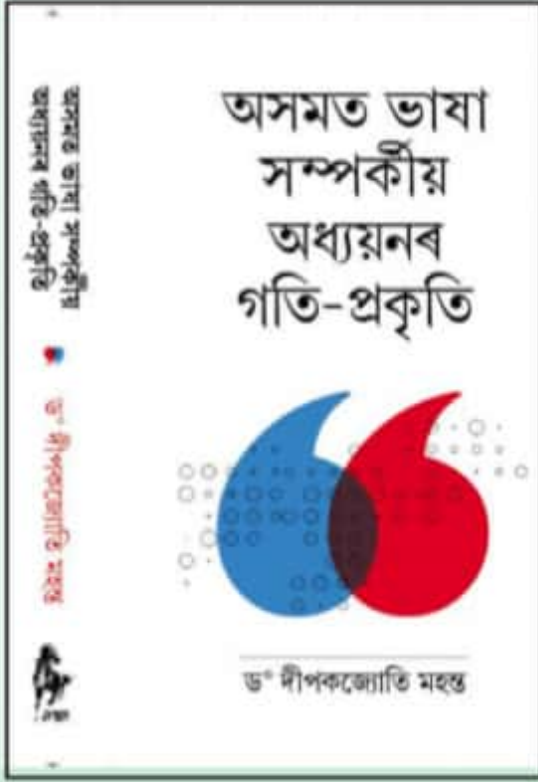 অসমত ভাষা
সম্পৰ্কীয়
অধ্যয়নৰ
গতি-প্ৰকৃতি
ড° দীপকজ্যোতি মহন্ত
অসমত ভাষা সম্পৰ্কীয়
অধ্যয়নৰ গতি-প্ৰকৃতি
ড° দীপকজ্যোতি মহন্ত